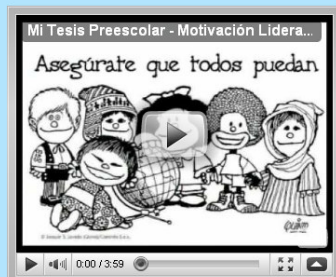 Mi Tesis Preescolar - Motivación Lidera...
Asegúrate que todos puedan
0:00 / 3:59